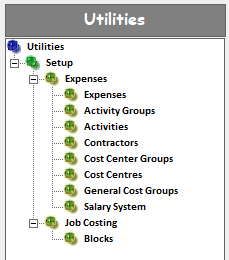 Utilities
Utilities
Setup
Expenses
Expenses
Activity Groups
Activities
Contractors
Cost Center Groups
Cost Centres
General Cost Groups
Salary System
Job Costing
Blocks